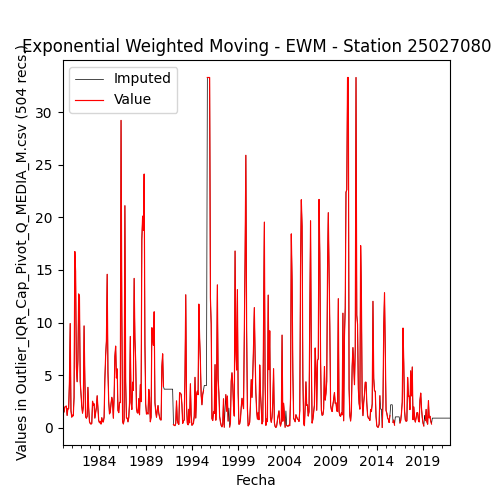 Exponential Weighted Moving - EWM - Station 25027080
Imputed
Value
Values in Outlier_IQR_Cap_Pivot_Q_MEDIA_M.csv (504 recs.)
30
25
20
15
10
5
0
1984 1989 1994 1999 2004 2009 2014 2019
Fecha